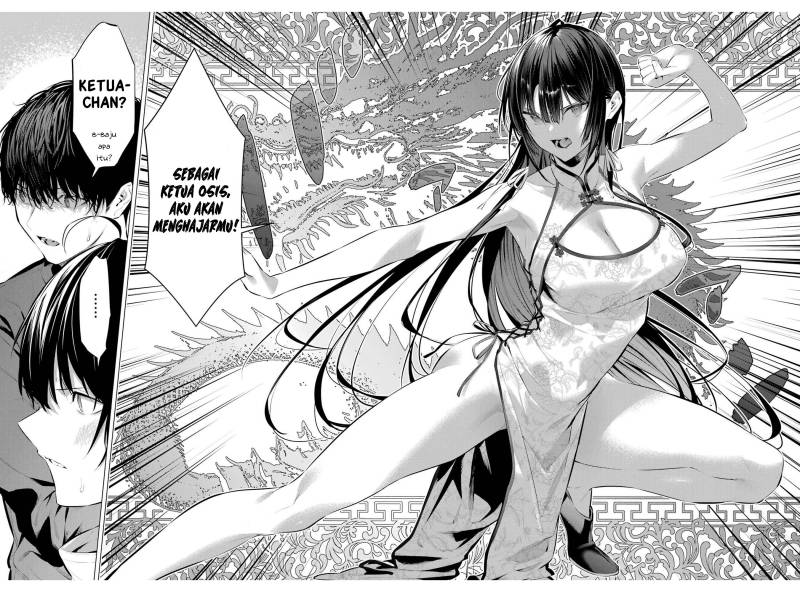 KETUA-
CHAN?
e-baju
apa
itu?
SEBAGAI
KETUA OSIS,
AKU AKAN
MENGHAJARMU!
........